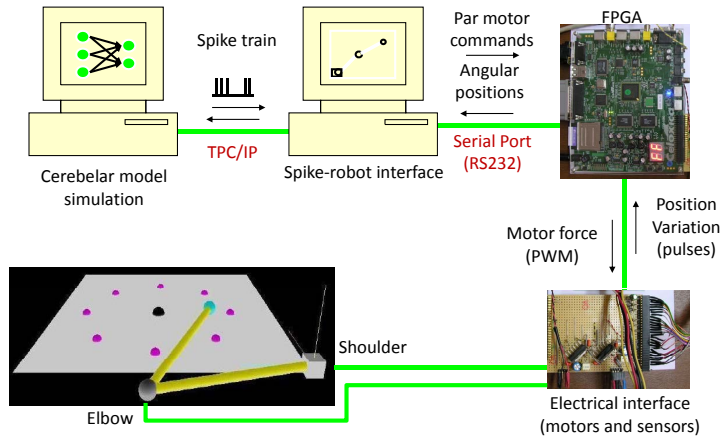 FPGA
Spike train
Par motor
commands
Angular
positions
TPC/IP
Serial Port
(RS232)
Cerebelar model
simulation
Spike-robot interface
Motor force
(PWM)
Position
Variation
(pulses)
Shoulder
Elbow
Electrical interface
(motors and sensors)